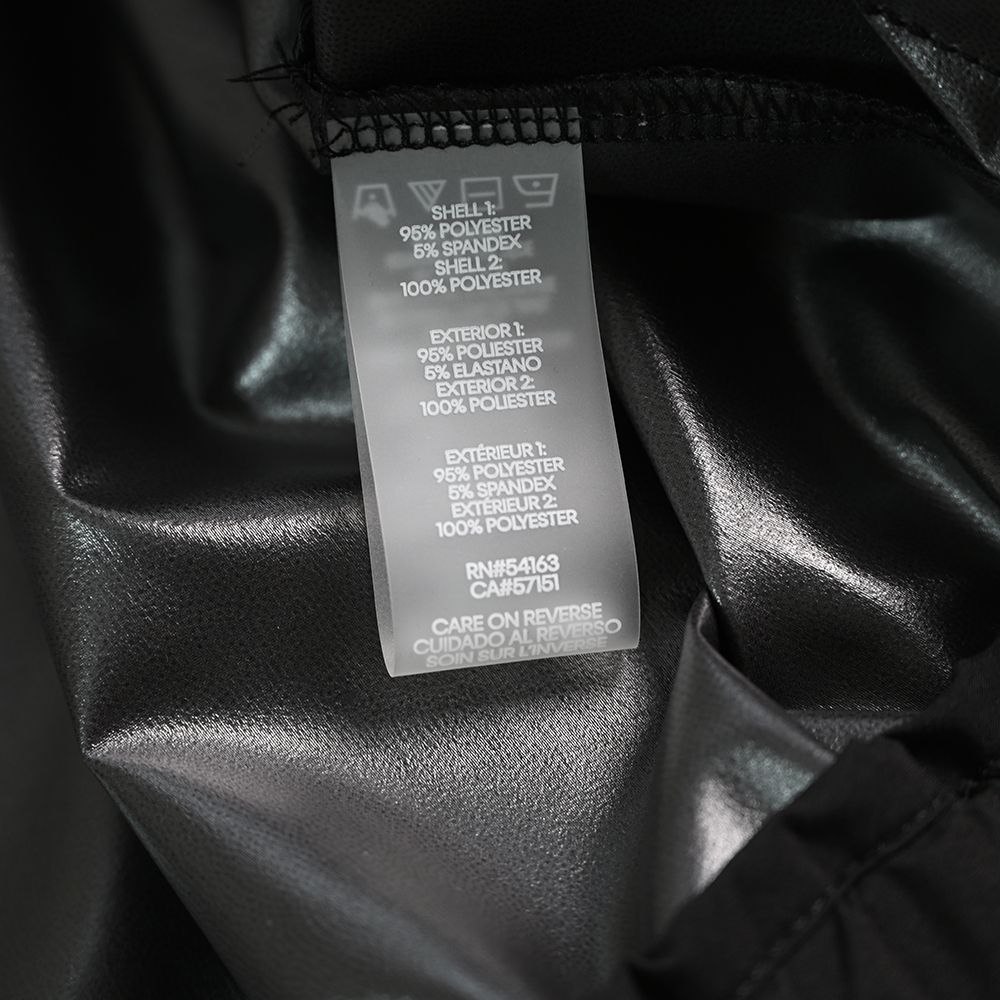 SHELL 1:
95% POLYESTER
5% SPANDEX
SHELL 2:
100% POLYESTER
EXTERIOR 1:
95% POLIESTER
5% ELASTANO
EXTERIOR 2:
100% POLIESTER
EXTÉRIEUR 1:
95% POLYESTER
5% SPANDEX
EXTÉRIEUR 2:
100% POLYESTER
RN#54163
CA#57151
CARE ON REVERSE
CUIDADO AL REVERSO
SOIN SUR L'INVERSE